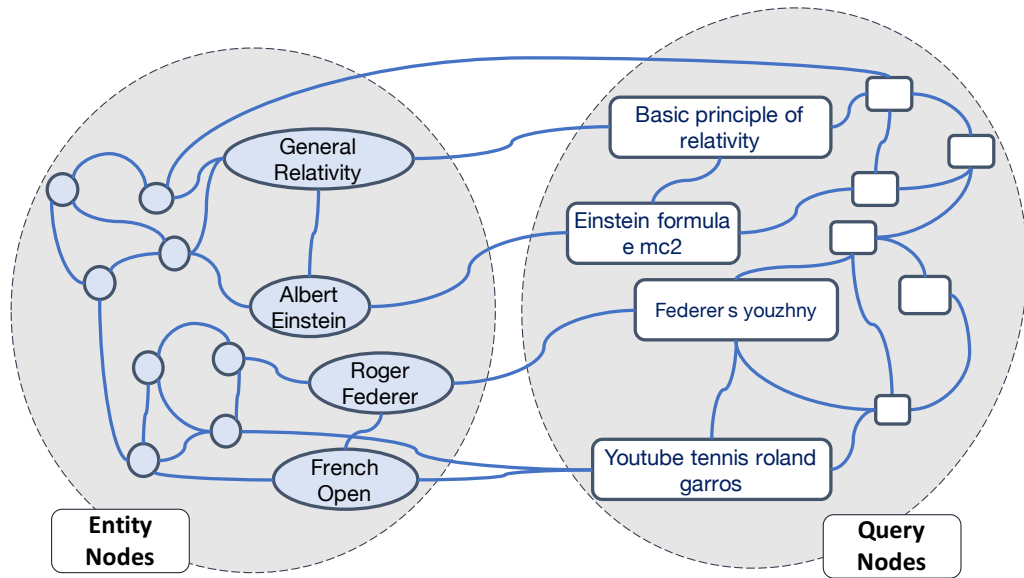 General
Relativity
Albert
Einstein
Roger
Federer
French
Open
Entity
Nodes
Basic principle of
relativity
Einstein formula
e mc2
Federer s youzhny
Youtube tennis roland
garros
Query
Nodes